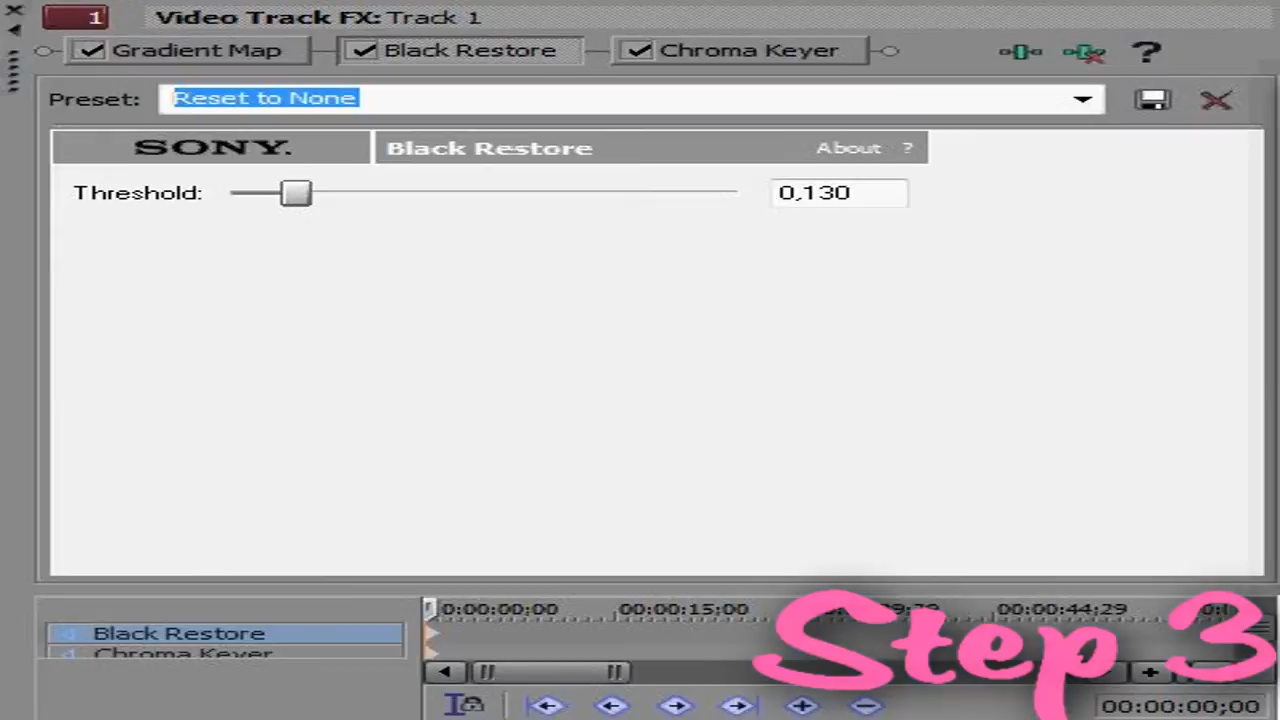 1 Video Track FX: Track 1
Gradient Map Black Restore Chroma Keyer ?
Preset: Reset to None
SONY. Black Restore About ?
Threshold: 0,130
0:00:00;00 00:00:15;00 00:00:44;29
Black Restore
Chroma Keyer
Step 3
00:00:00;00